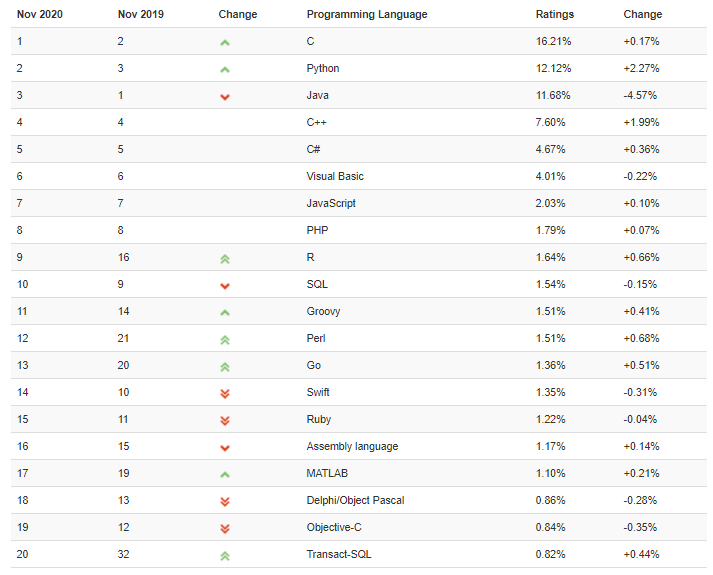 Nov 2020 Nov 2019 Change Programming Language Ratings Change
1 2 C 16.21% +0.17%
2 3 Python 12.12% +2.27%
3 1 Java 11.68% -4.57%
4 4 C++ 7.60% +1.99%
5 5 C# 4.67% +0.36%
6 6 Visual Basic 4.01% -0.22%
7 7 JavaScript 2.03% +0.10%
8 8 PHP 1.79% +0.07%
9 16 R 1.64% +0.66%
10 9 SQL 1.54% -0.15%
11 14 Groovy 1.51% +0.41%
12 21 Perl 1.51% +0.68%
13 20 Go 1.36% +0.51%
14 10 Swift 1.35% -0.31%
15 11 Ruby 1.22% -0.04%
16 15 Assembly language 1.17% +0.14%
17 19 MATLAB 1.10% +0.21%
18 13 Delphi/Object Pascal 0.86% -0.28%
19 12 Objective-C 0.84% -0.35%
20 32 Transact-SQL 0.82% +0.44%